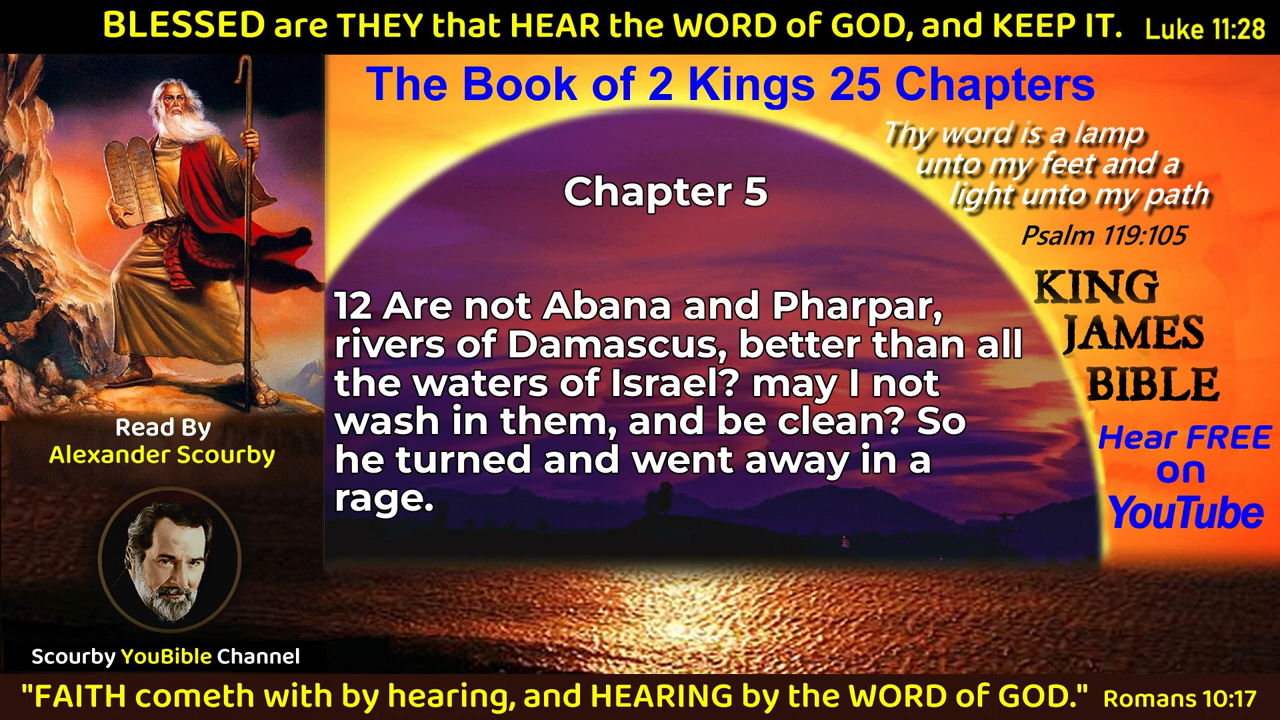 BLESSED are THEY that HEAR the WORD of GOD, and KEEP IT. Luke 11:28
The Book of 2 Kings 25 Chapters
Thy word is a lamp
unto my feet and a
light unto my path
Psalm 119:105
Chapter 5
12 Are not Abana and Pharpar,
rivers of Damascus, better than all
the waters of Israel? may I not
wash in them, and be clean? So
he turned and went away in a
rage.
KING
JAMES
BIBLE
Hear FREE
on
YouTube
Read By
Alexander Scourby
Scourby YouBible Channel
"FAITH cometh with by hearing, and HEARING by the WORD of GOD." Romans 10:17